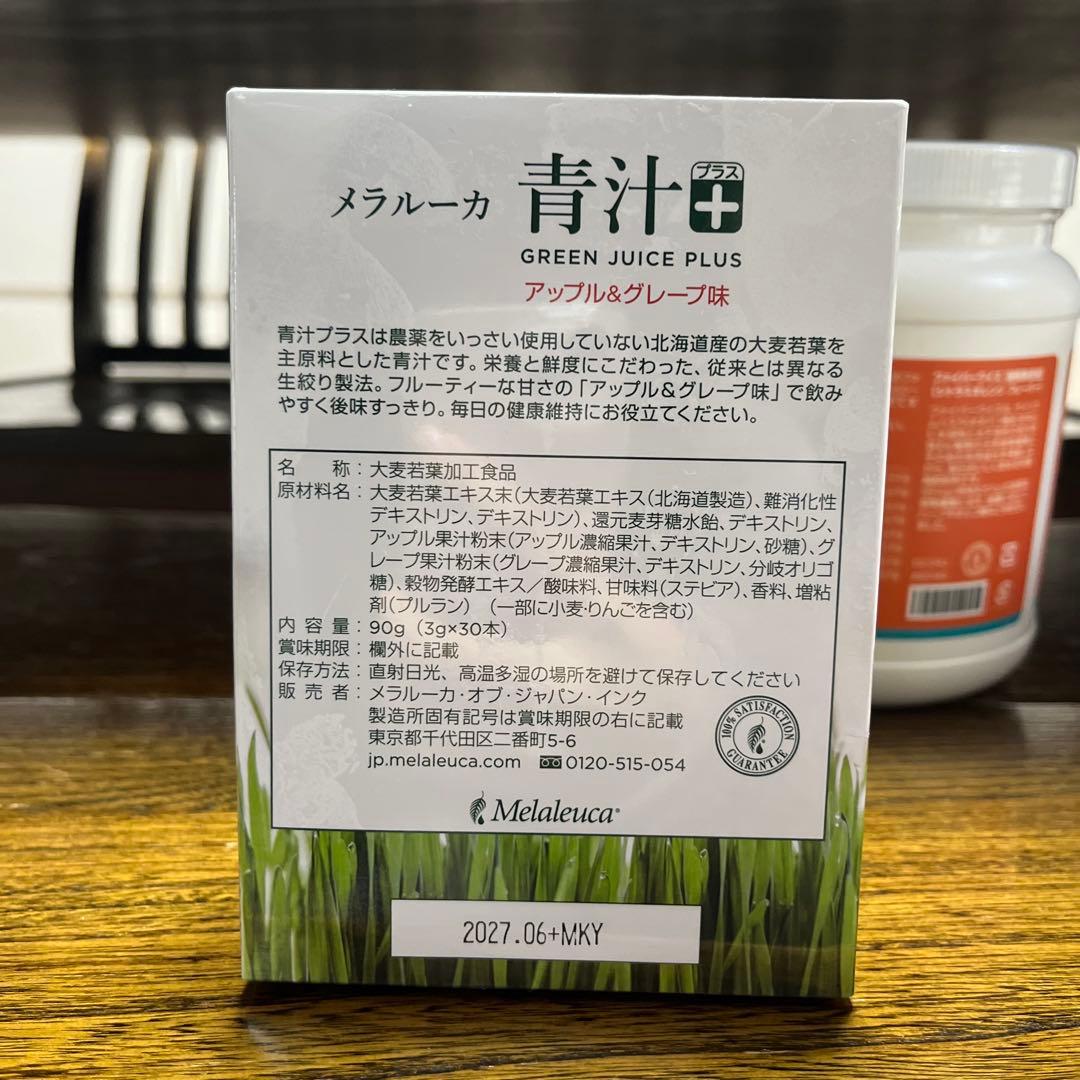 メラルーカ 青汁 プラス
GREEN JUICE PLUS
アップル&グレープ味
青汁プラスは農薬をいっさい使用していない北海道産の大麦若葉を
主原料とした青汁です。栄養と鮮度にこだわった、従来とは異なる
生絞り製法。フルーティーな甘さの「アップル&グレープ味」で飲み
やすく後味すっきり。毎日の健康維持にお役立てください。
名 称：大麦若葉加工食品
原材料名：大麦若葉エキス末(大麦若葉エキス(北海道製造)、難消化性
デキストリン、デキストリン)、還元麦芽糖水飴、デキストリン、
アップル果汁粉末(アップル濃縮果汁、デキストリン、砂糖)、グ
レープ果汁粉末(グレープ濃縮果汁、デキストリン、分岐オリゴ
糖)、穀物発酵エキス／酸味料、甘味料(ステビア)、香料、増粘
剤(プルラン) (一部に小麦・りんごを含む)
内容量：90g (3g×30本)
賞味期限：欄外に記載
保存方法：直射日光、高温多湿の場所を避けて保存してください
販売者：メラルーカ・オブ・ジャパン・インク
製造所固有記号は賞味期限の右に記載
東京都千代田区二番町5-6
jp.melaleuca.com 0120-515-054
100% SATISFACTION GUARANTEE
Melaleuca®
2027.06+MKY